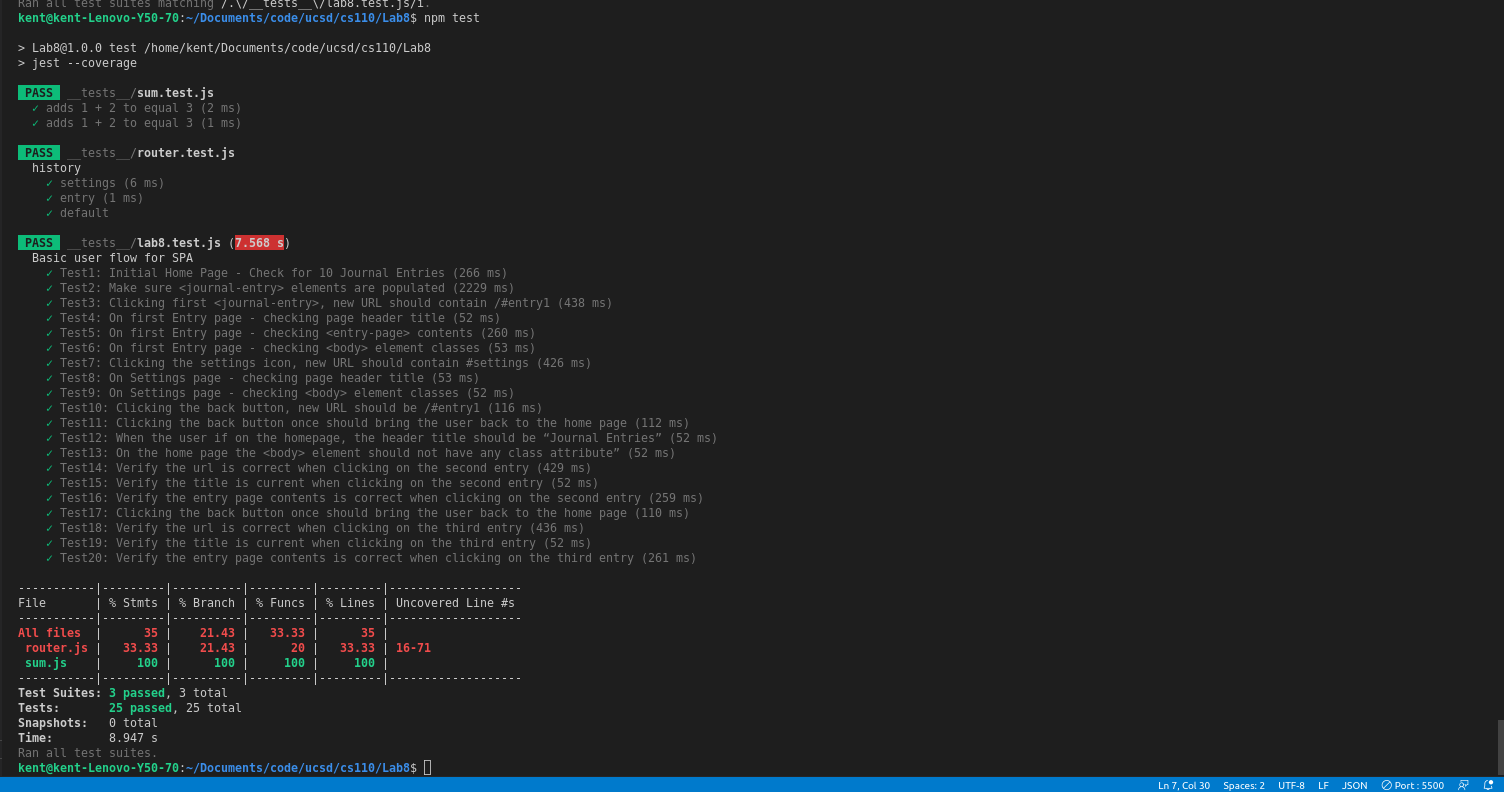 Ran all test suites matching /.\/__tests__\/lab8.test.js/i.
kent@kent-Lenovo-Y50-70:~/Documents/code/ucsd/cs110/Lab8$ npm test
> Lab8@1.0.0 test /home/kent/Documents/code/ucsd/cs110/Lab8
> jest --coverage
PASS __tests__/sum.test.js
✓ adds 1 + 2 to equal 3 (2 ms)
✓ adds 1 + 2 to equal 3 (1 ms)
PASS __tests__/router.test.js
history
✓ settings (6 ms)
✓ entry (1 ms)
✓ default
PASS __tests__/lab8.test.js (7.568 s)
Basic user flow for SPA
✓ Test1: Initial Home Page - Check for 10 Journal Entries (266 ms)
✓ Test2: Make sure <journal-entry> elements are populated (2229 ms)
✓ Test3: Clicking first <journal-entry>, new URL should contain /#entry1 (438 ms)
✓ Test4: On first Entry page - checking page header title (52 ms)
✓ Test5: On first Entry page - checking <entry-page> contents (260 ms)
✓ Test6: On first Entry page - checking <body> element classes (53 ms)
✓ Test7: Clicking the settings icon, new URL should contain #settings (426 ms)
✓ Test8: On Settings page - checking page header title (53 ms)
✓ Test9: On Settings page - checking <body> element classes (52 ms)
✓ Test10: Clicking the back button, new URL should be /#entry1 (116 ms)
✓ Test11: Clicking the back button once should bring the user back to the home page (112 ms)
✓ Test12: When the user if on the homepage, the header title should be “Journal Entries” (52 ms)
✓ Test13: On the home page the <body> element should not have any class attribute” (52 ms)
✓ Test14: Verify the url is correct when clicking on the second entry (429 ms)
✓ Test15: Verify the title is current when clicking on the second entry (52 ms)
✓ Test16: Verify the entry page contents is correct when clicking on the second entry (259 ms)
✓ Test17: Clicking the back button once should bring the user back to the home page (110 ms)
✓ Test18: Verify the url is correct when clicking on the third entry (436 ms)
✓ Test19: Verify the title is current when clicking on the third entry (52 ms)
✓ Test20: Verify the entry page contents is correct when clicking on the third entry (261 ms)
-----------|---------|----------|---------|---------|-------------------
File       | % Stmts | % Branch | % Funcs | % Lines | Uncovered Line #s
-----------|---------|----------|---------|---------|-------------------
All files  |      35 |    21.43 |   33.33 |      35 |
router.js |   33.33 |    21.43 |      20 |   33.33 | 16-71
sum.js    |     100 |      100 |     100 |     100 |
-----------|---------|----------|---------|---------|-------------------
Test Suites: 3 passed, 3 total
Tests:       25 passed, 25 total
Snapshots:   0 total
Time:        8.947 s
Ran all test suites.
kent@kent-Lenovo-Y50-70:~/Documents/code/ucsd/cs110/Lab8$
Ln 7, Col 30 Spaces: 2 UTF-8 LF JSON Port : 5500